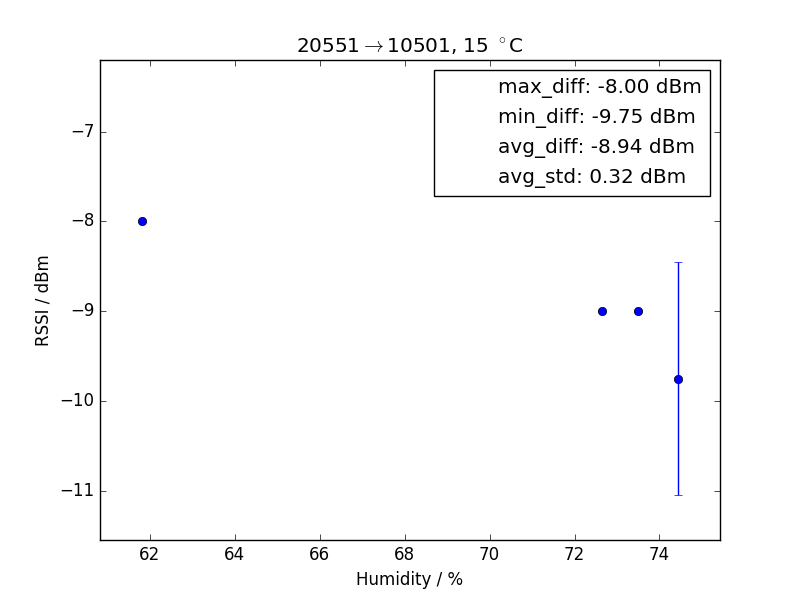 20551→10501, 15 °C
max_diff: -8.00 dBm
min_diff: -9.75 dBm
avg_diff: -8.94 dBm
avg_std: 0.32 dBm
−7
−8
−9
−10
−11
RSSI / dBm
62 64 66 68 70 72 74
Humidity / %